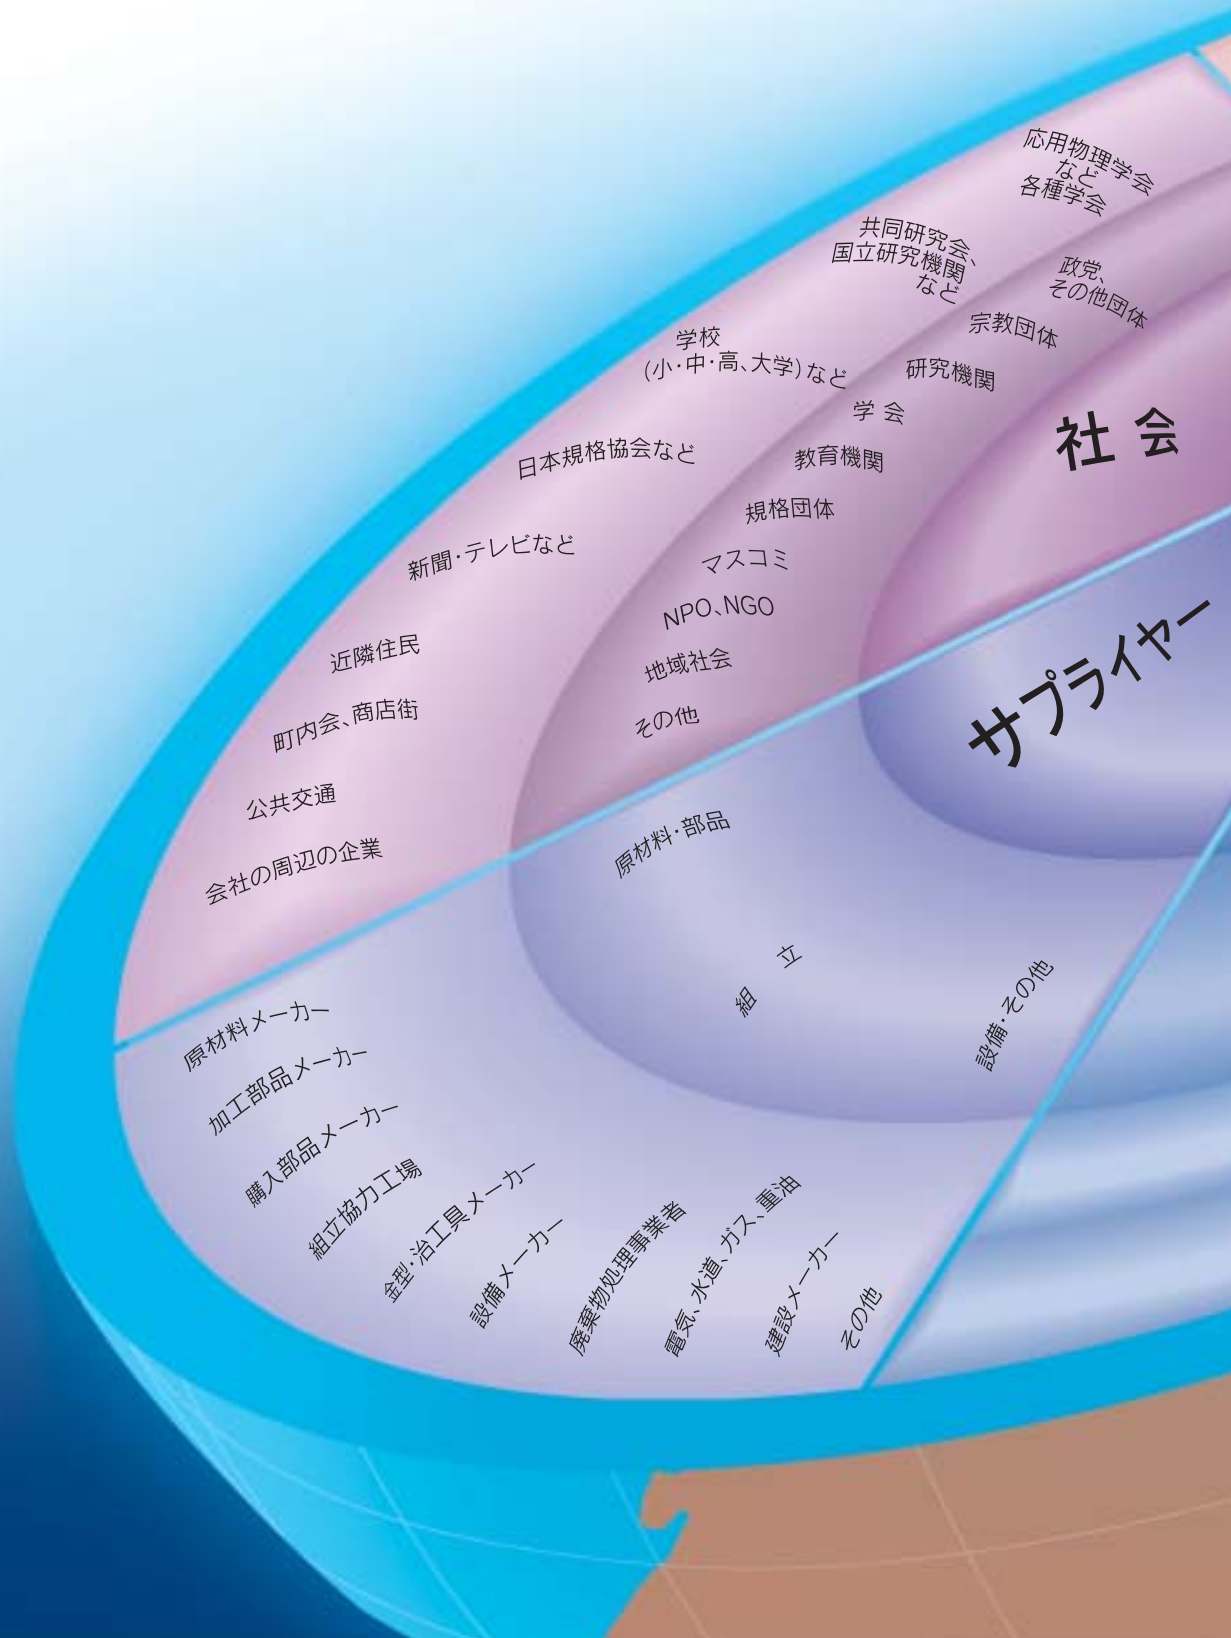 応用物理学会
など
各種学会
共同研究会、
国立研究機関
など
学校
（小・中・高、大学）など
日本規格協会など
新聞・テレビなど
近隣住民
町内会、商店街
公共交通
会社の周辺の企業
政党、
その他団体
宗教団体
研究機関
学 会
教育機関
規格団体
マスコミ
NPO、NGO
地域社会
その他
社 会
サプライヤー
原材料・部品
組 立
設備・その他
原材料メーカー
加工部品メーカー
購入部品メーカー
組立協力工場
金型・治工具メーカー
設備メーカー
廃棄物処理事業者
電気、水道、ガス、重油
建設メーカー
その他